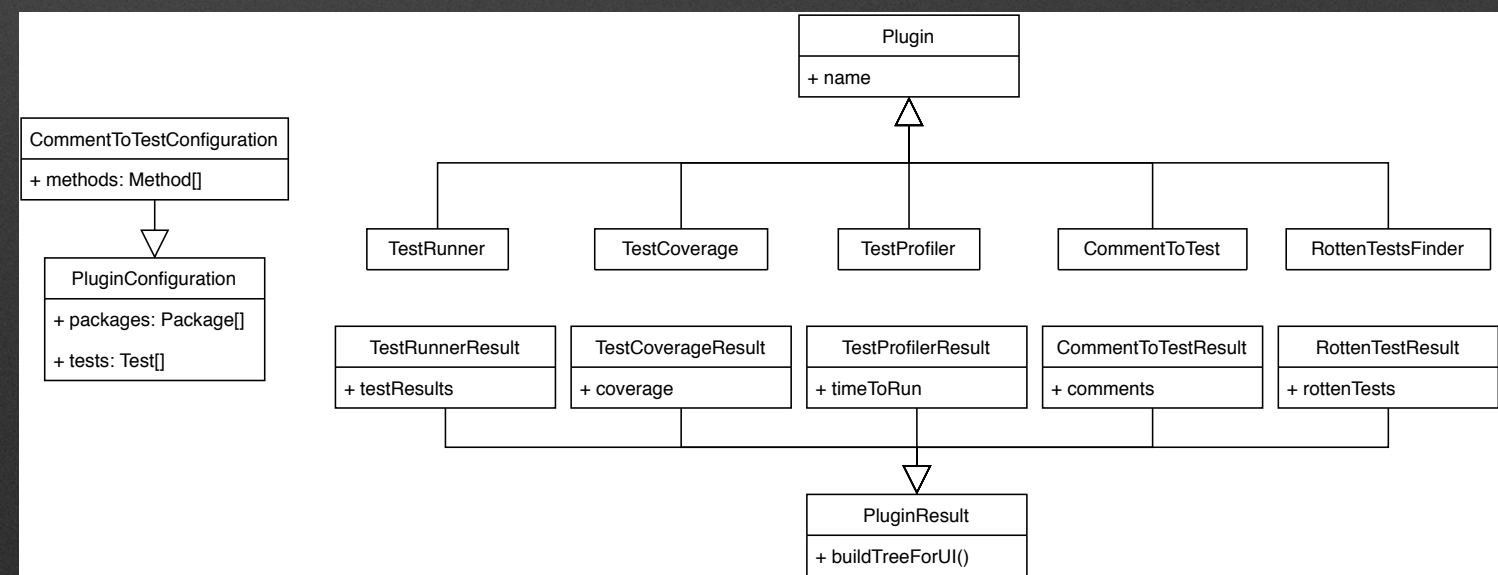 Plugin
+ name
CommentToTestConfiguration
+ methods: Method[]
PluginConfiguration
+ packages: Package[]
+ tests: Test[]
TestRunner
TestCoverage
TestProfiler
CommentToTest
RottenTestsFinder
TestRunnerResult
+ testResults
TestCoverageResult
+ coverage
TestProfilerResult
+ timeToRun
CommentToTestResult
+ comments
RottenTestResult
+ rottenTests
PluginResult
+ buildTreeForUI()